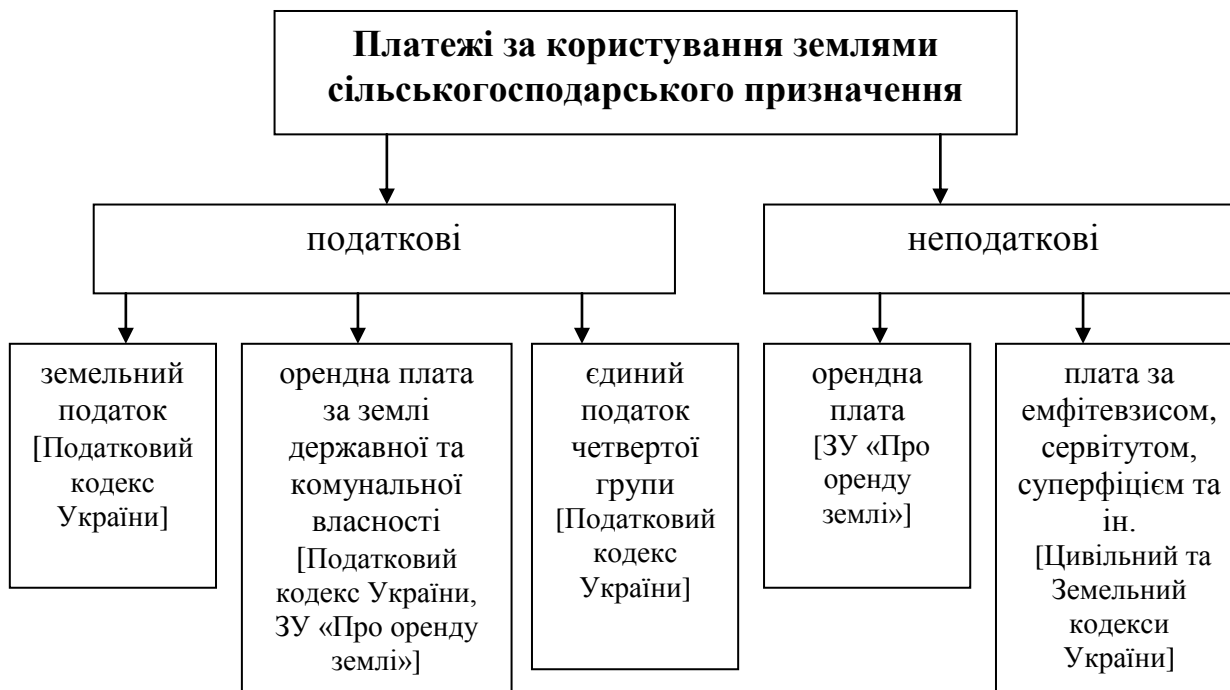 Платежі за користування землями
сільськогосподарського призначення
податкові
неподаткові
земельний
податок
[Податковий
кодекс
України]
орендна плата
за землі
державної та
комунальної
власності
[Податковий
кодекс України,
ЗУ «Про оренду
землі»]
єдиний
податок
четвертої
групи
[Податковий
кодекс
України]
орендна
плата
[ЗУ «Про
оренду
землі»]
плата за
емфітевзисом,
сервітутом,
суперфіцієм та
ін.
[Цивільний та
Земельний
кодекси
України]